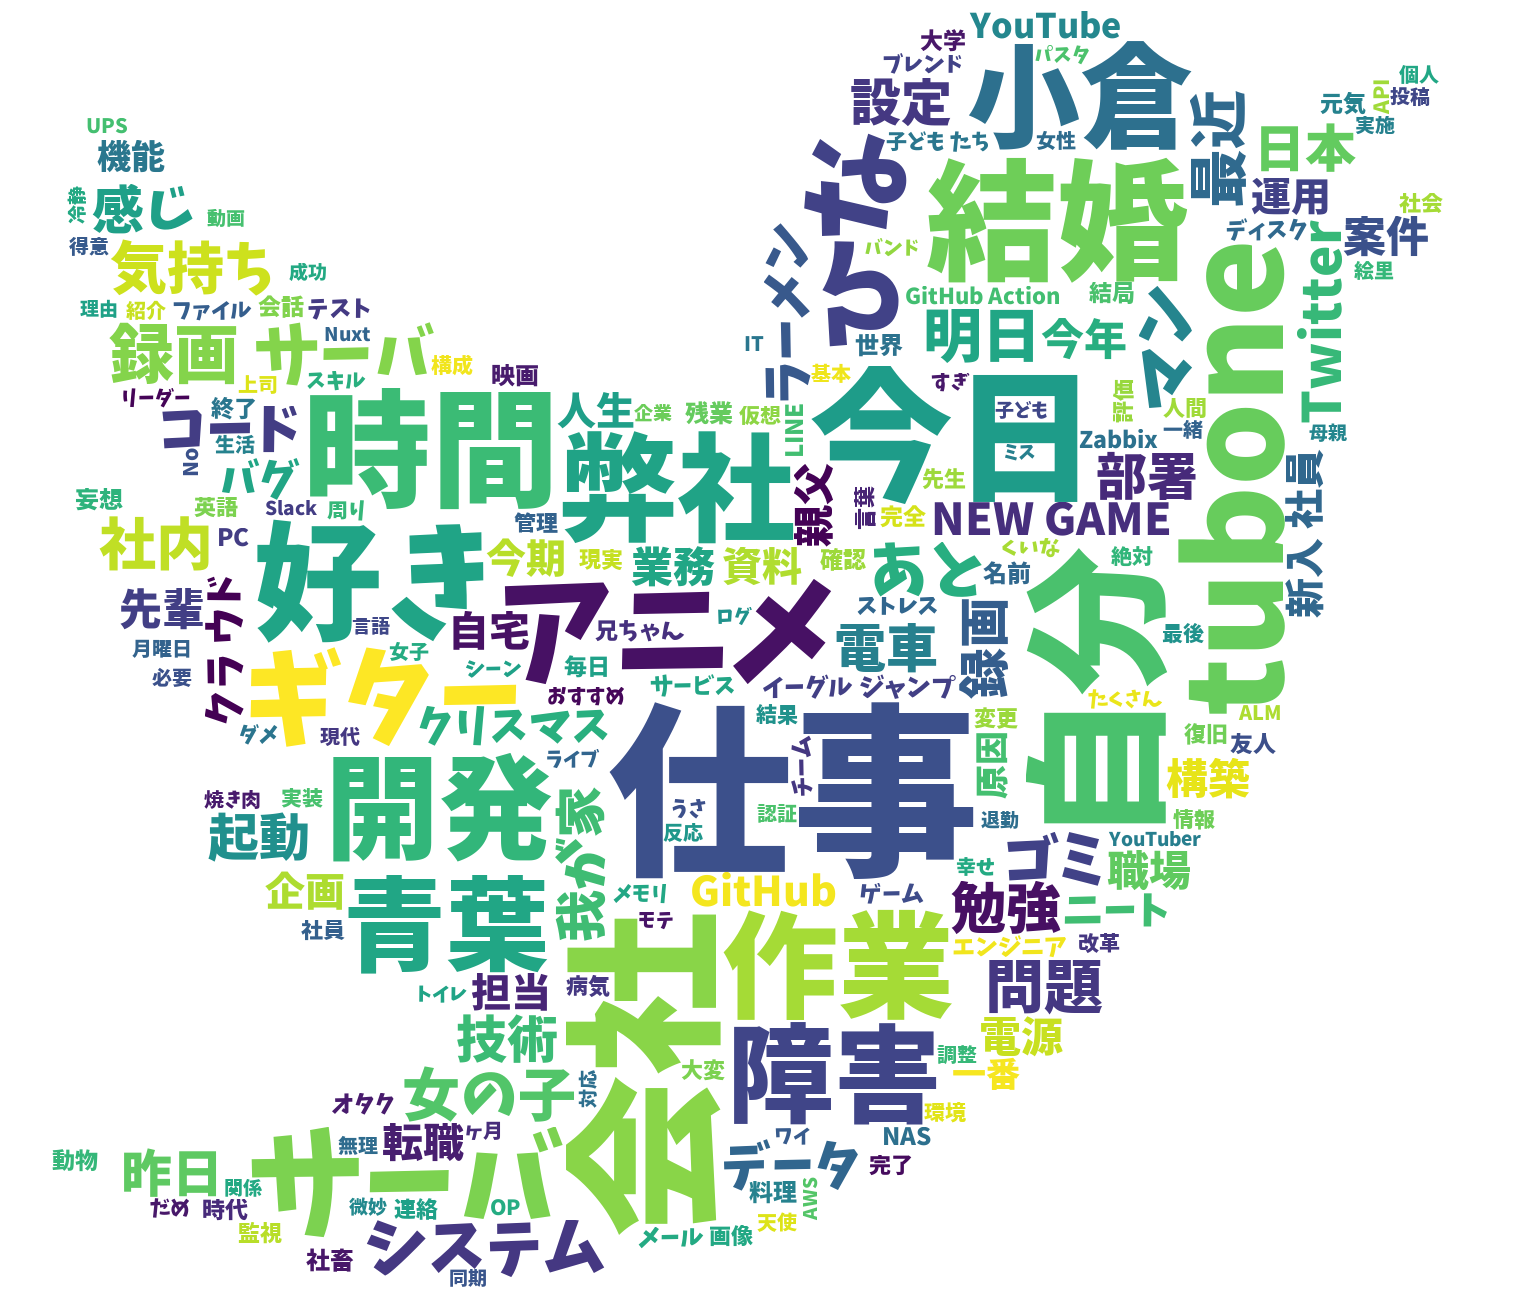 YouTube
大学
パスタ
ブレンド
小倉
設定
個人
API
投稿
元気
実施
最近
UPS
機能
子どもたち
女性
日本
ひらな
結婚
運用
冷静
感じ
動画
社会
得意
ディスク
案件
気持ち
成功
ラーメン
バンド
tubone
Twitter
絵里
理由
紹介
ファイル
会話
テスト
GitHub Action
結局
マン
録画サーバ
Nuxt
明日
今年
IT
世界
構成
映画
上司
スキル
基本
すぎ
今日
リーダー
コード
終了
時間
人生
企業
残業
仮想
LINE
子ども
評価
人間
一緒
母親
生活
No
弊社
Zabbix
ミス
バグ
親父
先生
部署
新入社員
妄想
英語
Slack
周り
管理
言葉
完全
NEW GAME
社内
PC
好き
今期
現実
業務
資料
確認
あと
くいな
絶対
名前
自分
先輩
クラウド
アニメ
ストレス
録画
言語
自宅
兄ちゃん
ログ
電車
最後
月曜日
女子
シーン
毎日
必要
ギター
おすすめ
サービス
イーグルジャンプ
たくさん
ダメ
現代
クリスマス
仕事
結果
変更
ALM
復旧
友人
ライブ
チーム
原因
開発
構築
焼き肉
実装
我が家
うさ
認証
退勤
情報
起動
反応
YouTuber
ゴミ
職場
幸せ
企画
青葉
メモリ
GitHub
ゲーム
勉強
ニート
社員
モテ
会社
作業
エンジニア
改革
トイレ
担当
病気
問題
技術
障害
電源
調整
大変
一番
女の子
対応
オタク
環境
無理
転職
ヶ月
ワイ
NAS
動物
昨日
サーバ
データ
完了
関係
料理
AWS
だめ
時代
微妙
連絡
OP
天使
監視
メール
画像
社畜
システム
同期